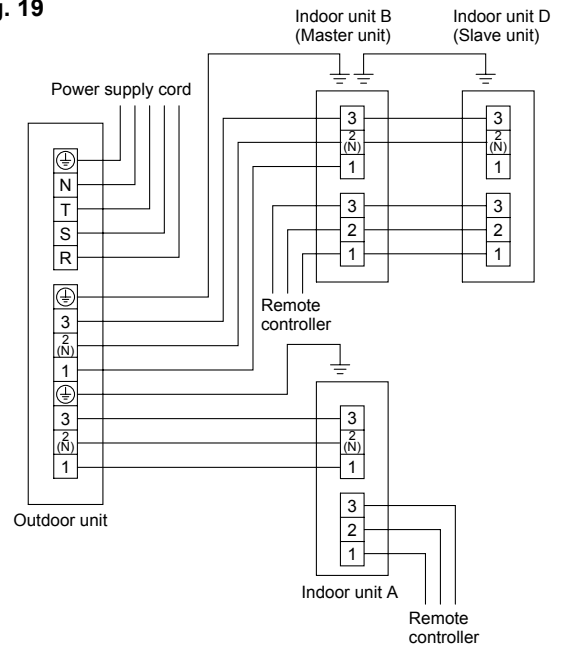 g. 19
Indoor unit B
(Master unit)
Indoor unit D
(Slave unit)
Power supply cord
N
T
S
R
3
2
(N)
1
3
2
(N)
1
Outdoor unit
3
2
(N)
1
3
2
1
3
2
(N)
1
3
2
1
Remote
controller
3
2
(N)
1
3
2
1
Indoor unit A
Remote
controller